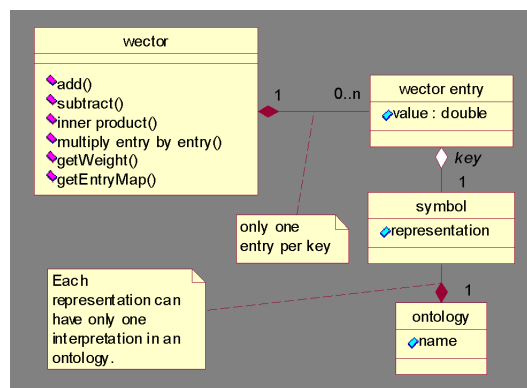 wector
add()
subtract()
inner product()
multiply entry by entry()
getWeight()
getEntryMap()
1
0..n
wector entry
value : double
key
1
symbol
representation
only one
entry per key
Each
representation can
have only one
interpretation in an
ontology.
1
ontology
name